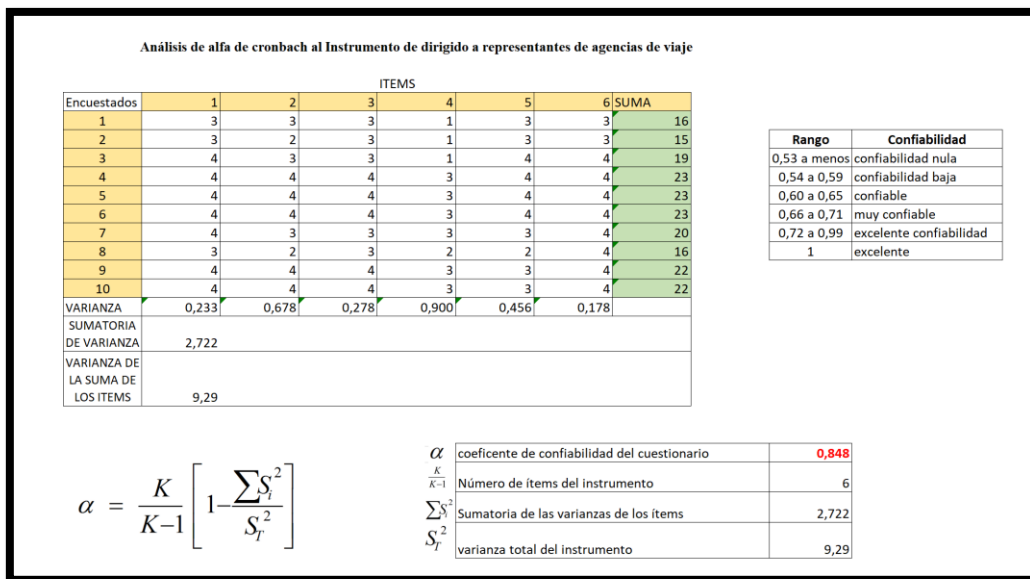 Análisis de alfa de cronbach al Instrumento de dirigido a representantes de agencias de viaje
ITEMS
Encuestados 1 2 3 4 5 6 SUMA
1 3 3 3 1 3 3 16
2 3 2 3 1 3 3 15
3 4 3 3 1 4 4 19
4 4 4 4 3 4 4 23
5 4 4 4 3 4 4 23
6 4 4 4 3 4 4 23
7 4 3 3 3 3 4 20
8 3 2 3 2 2 4 16
9 4 4 4 3 3 4 22
10 4 4 4 3 3 4 22
VARIANZA 0,233 0,678 0,278 0,900 0,456 0,178
SUMATORIA
DE VARIANZA 2,722
VARIANZA DE
LA SUMA DE
LOS ITEMS 9,29
Rango Confiabilidad
0,53 a menos confiabilidad nula
0,54 a 0,59 confiabilidad baja
0,60 a 0,65 confiable
0,66 a 0,71 muy confiable
0,72 a 0,99 excelente confiabilidad
1 excelente
α = K/K−1 [1−∑S_i^2/S_T^2]
α coeficente de confiabilidad del cuestionario 0,848
K/K−1 Número de ítems del instrumento 6
∑S_i^2 Sumatoria de las varianzas de los ítems 2,722
S_T^2 varianza total del instrumento 9,29